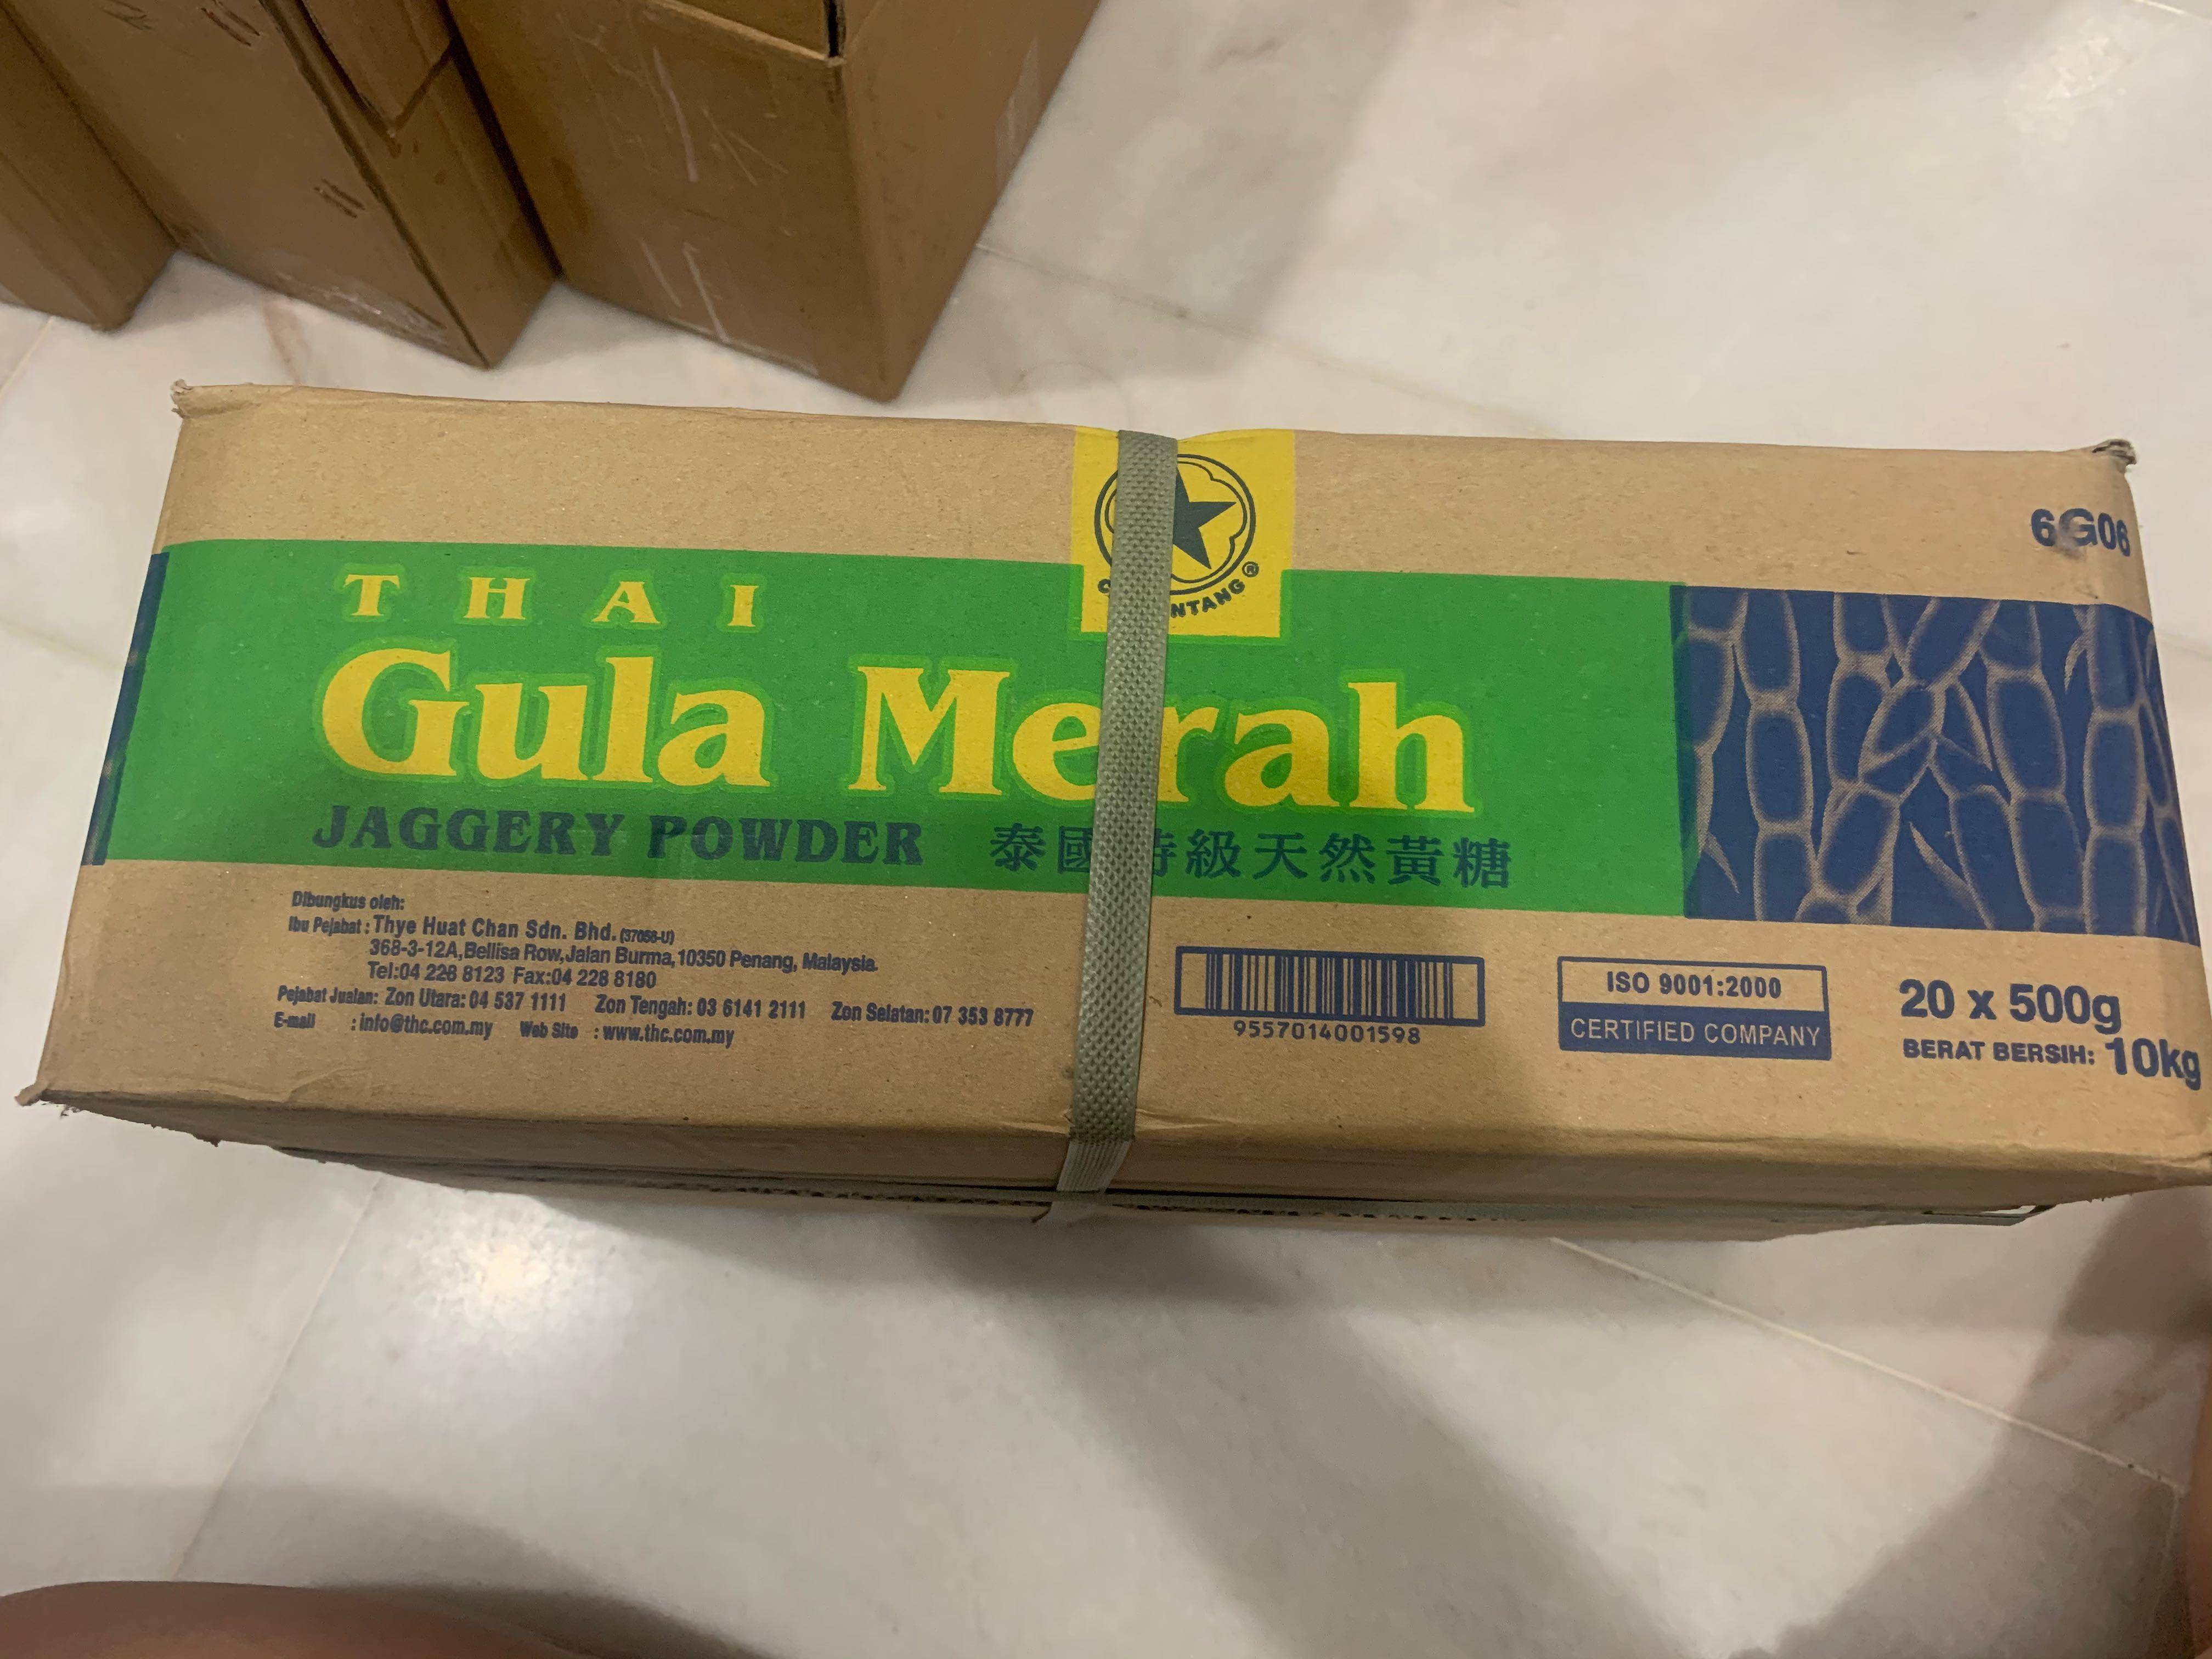 6G06
THAI
Gula Merah
JAGGERY POWDER 泰國特級天然黃糖
Dibungkus oleh:
Ibu Pejabat : Thye Huat Chan Sdn. Bhd. (37056-U)
368-3-12A, Bellisa Row, Jalan Burma, 10350 Penang, Malaysia.
Tel:04 228 8123 Fax:04 228 8180
Pejabat Jualan: Zon Utara: 04 537 1111 Zon Tengah: 03 6141 2111 Zon Selatan: 07 353 8777
E-mail : info@thc.com.my Web Site : www.thc.com.my
9557014001598
ISO 9001:2000
CERTIFIED COMPANY
20 x 500g
BERAT BERSIH: 10kg